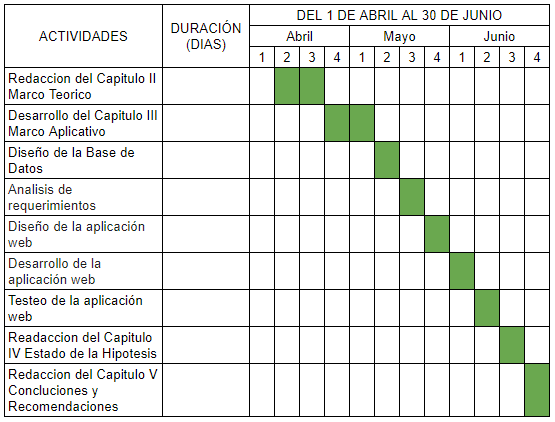 ACTIVIDADES
DURACIÓN
(DIAS)
DEL 1 DE ABRIL AL 30 DE JUNIO
Abril
Mayo
Junio
1 2 3 4 1 2 3 4 1 2 3 4
Redaccion del Capitulo II
Marco Teorico
Desarrollo del Capitulo III
Marco Aplicativo
Diseño de la Base de
Datos
Analisis de
requerimientos
Diseño de la aplicación
web
Desarrollo de la
aplicación web
Testeo de la aplicación
web
Readaccion del Capitulo
IV Estado de la Hipotesis
Redaccion del Capitulo V
Concluciones y
Recomendaciones